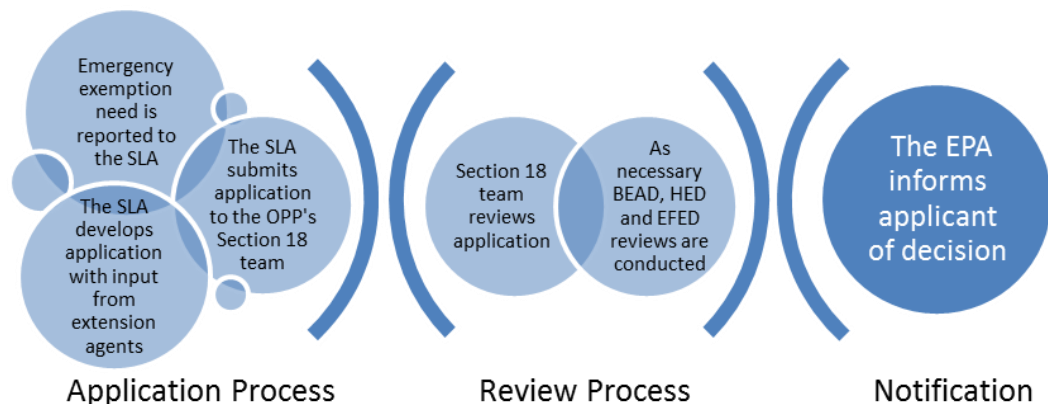 Emergency
exemption
need is
reported to
the SLA
The SLA
develops
application
with input
from
extension
agents
The SLA
submits
application
to the OPP's
Section 18
team
Application Process
Section 18
team
reviews
application
As
necessary
BEAD, HED
and EFED
reviews are
conducted
Review Process
The EPA
informs
applicant
of decision
Notification